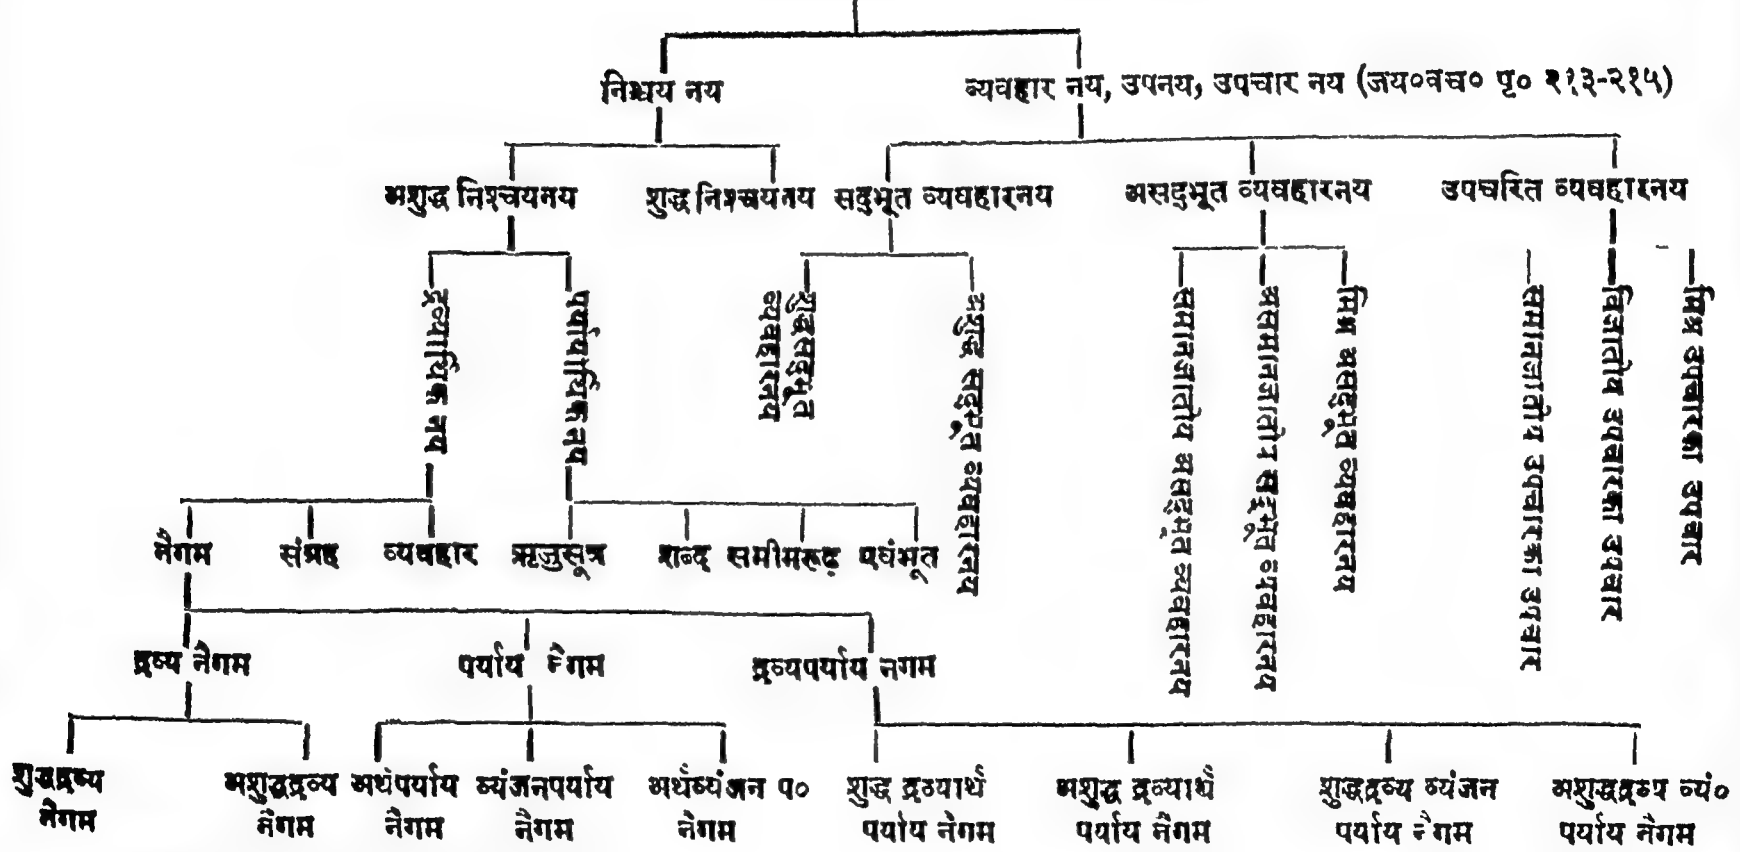 निश्चय नय
व्यवहार नय, उपनय, उपचार नय (जय०वच० पृ० २१३-२१५)
अशुद्ध निश्चयनय
शुद्ध निश्चयनय
सद्भूत व्यवहारनय
असद्भूत व्यवहारनय
उपचरित व्यवहारनय
द्रव्यार्थिक नय
पर्यायार्थिक नय
शुद्धसद्भूत
व्यवहारनय
अशुद्ध सद्भूत व्यवहारनय
समानजातीय असद्भूत व्यवहारनय
असमानजातीय सद्भूत व्यवहारनय
मिश्र असद्भूत व्यवहारनय
समानजातीय उपचारका उपचार
विजातीय उपचारका उपचार
मिश्र उपचारका उपचार
नैगम
संग्रह
व्यवहार
ऋजुसूत्र
शब्द
समीमरूढ़
एवंभूत
द्रव्य नैगम
पर्याय नैगम
द्रव्यपर्याय नगम
शुद्धद्रव्य
नैगम
अशुद्धद्रव्य
नैगम
अर्थपर्याय
नैगम
व्यंजनपर्याय
नैगम
अर्थव्यंजन प०
नैगम
शुद्ध द्रव्यार्थ
पर्याय नैगम
अशुद्ध द्रव्यार्थ
पर्याय नैगम
शुद्धद्रव्य व्यंजन
पर्याय नैगम
अशुद्धद्रव्य व्यं०
पर्याय नैगम